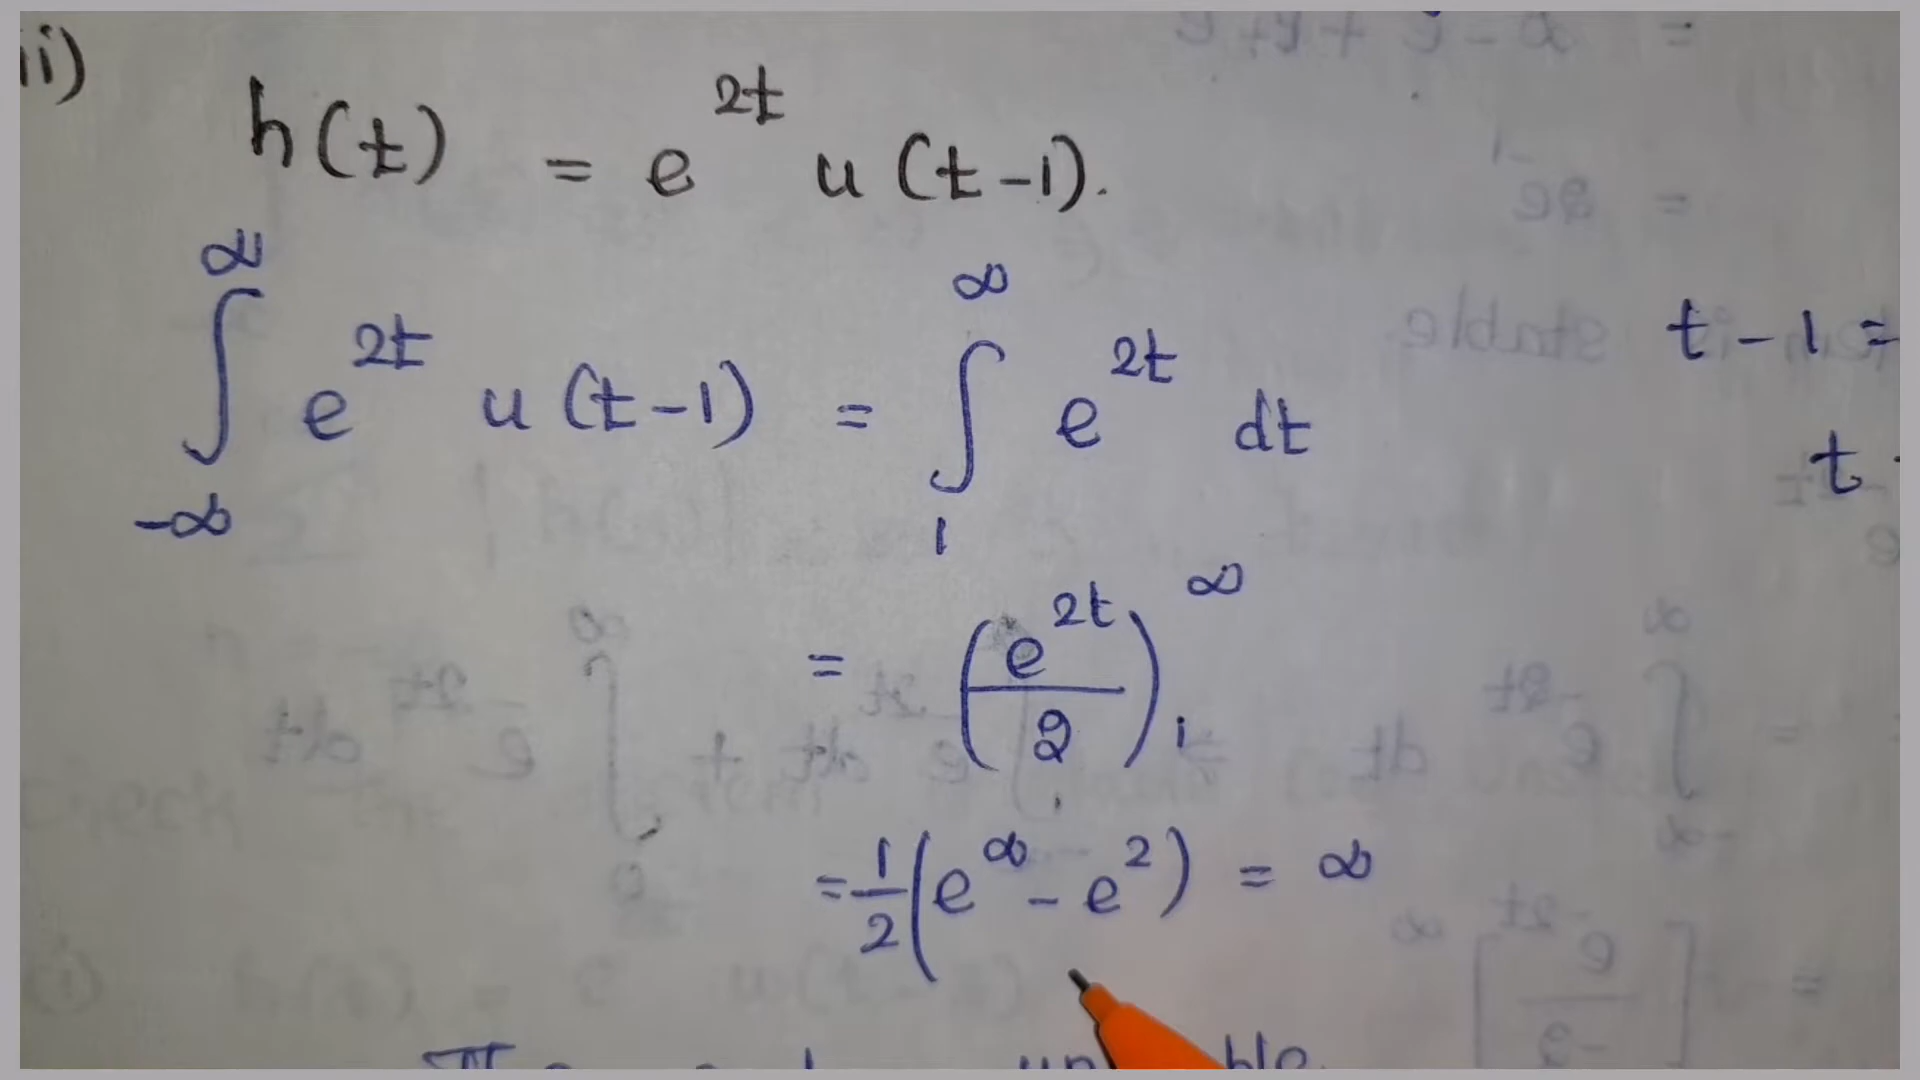 ii)
h(t) = e^{2t} u(t-1).
∫_{-∞}^{∞} e^{2t} u(t-1) = ∫_{1}^{∞} e^{2t} dt
t-1 =
t
= (e^{2t}/2)_{1}^{∞}
= 1/2 (e^{∞} - e^{2}) = ∞